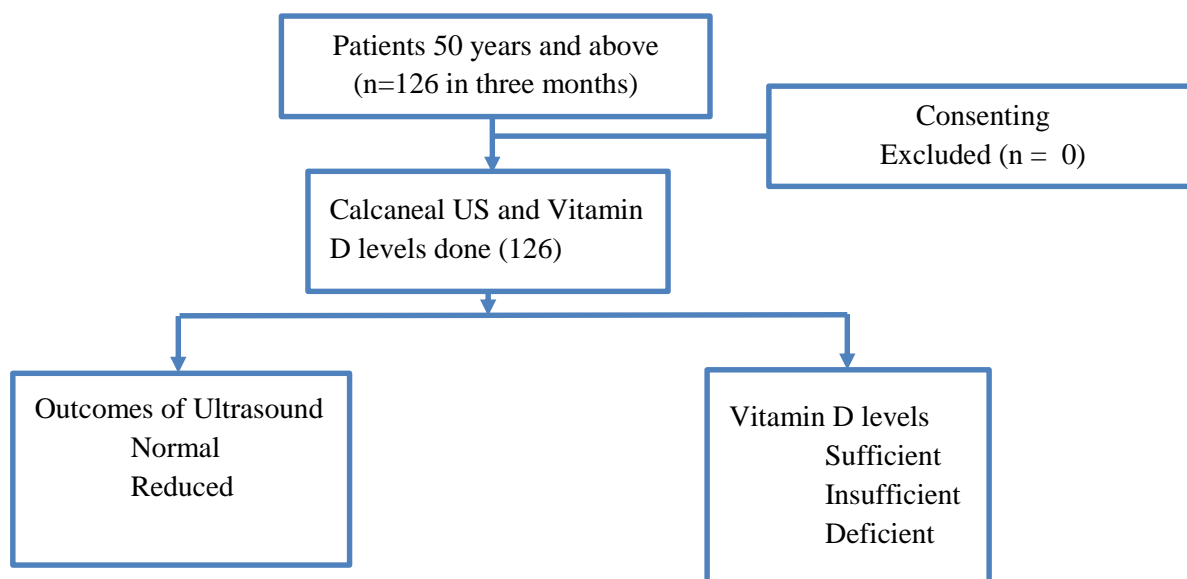 Patients 50 years and above
(n=126 in three months)
Consenting
Excluded (n = 0)
Calcaneal US and Vitamin
D levels done (126)
Outcomes of Ultrasound
Normal
Reduced
Vitamin D levels
Sufficient
Insufficient
Deficient